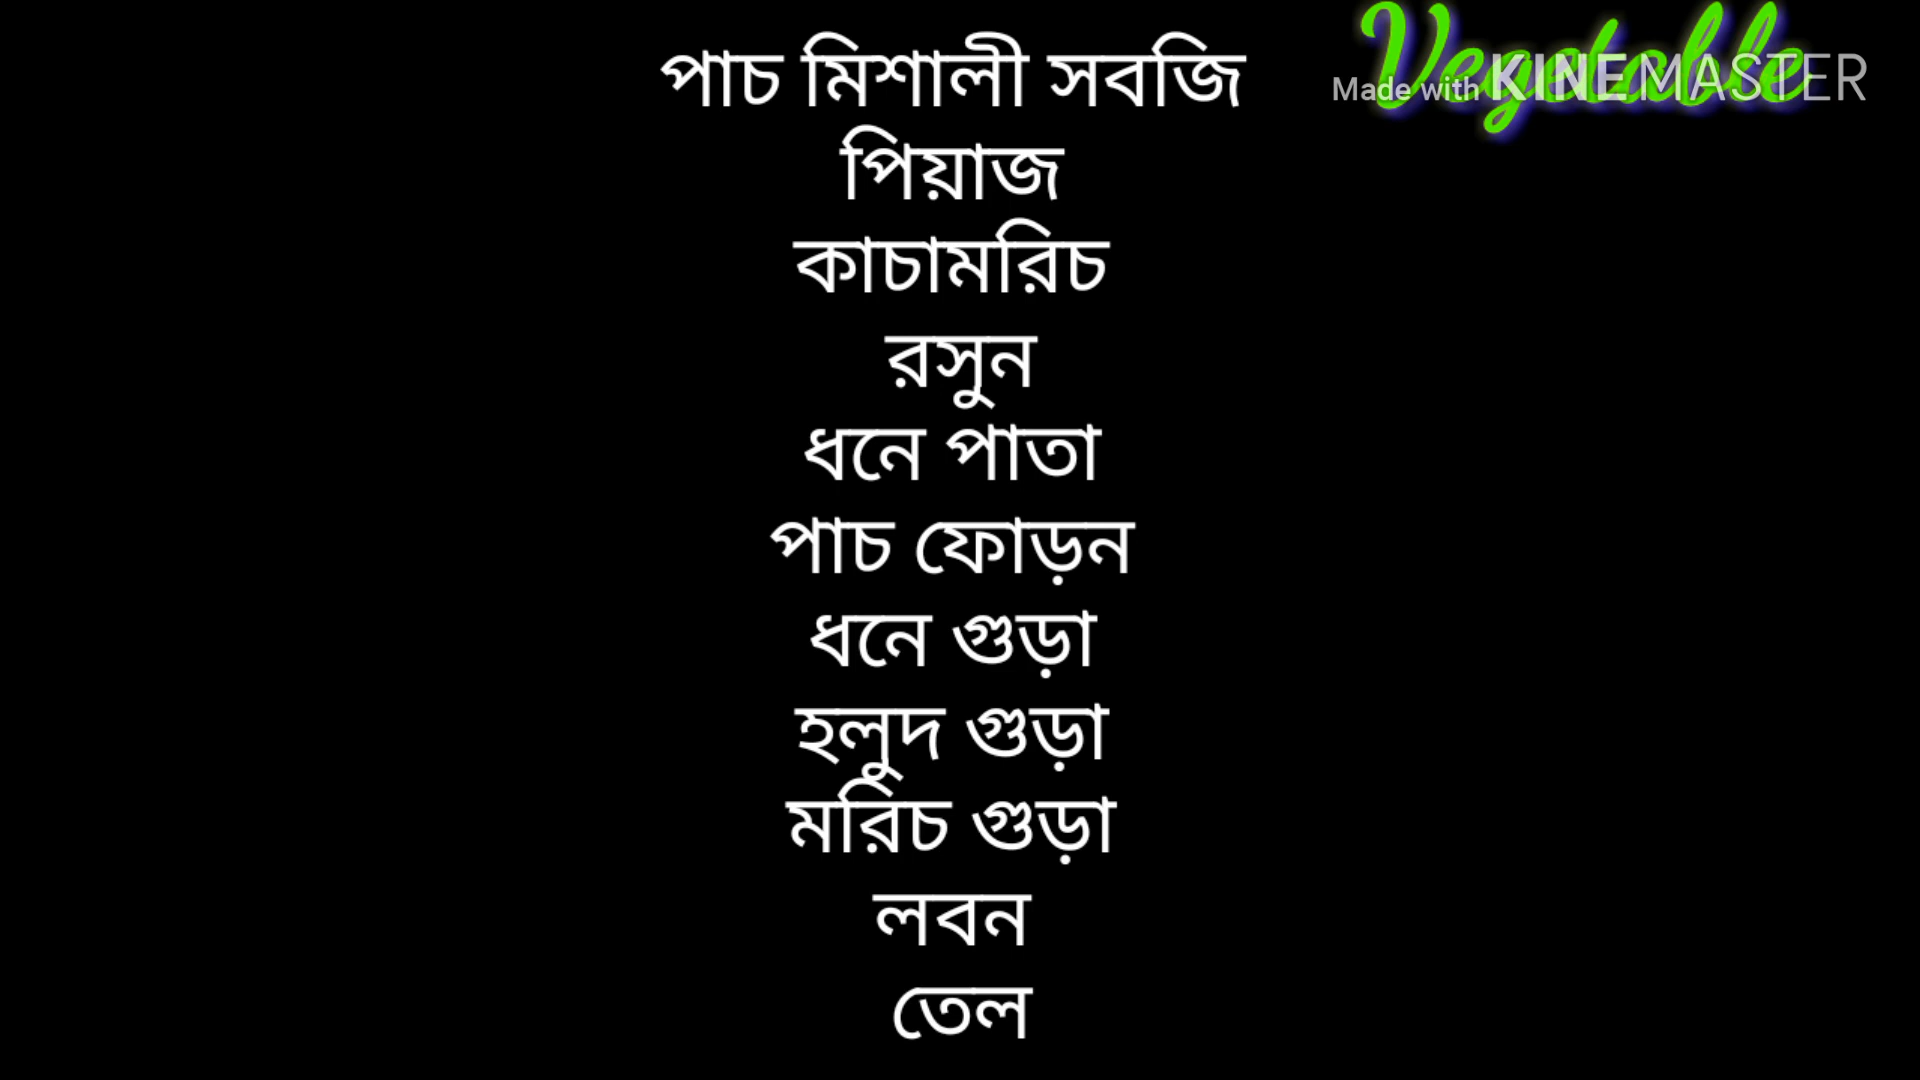 পাচ মিশালী সবজি
Vegetable
Made with KINEMASTER
পিয়াজ
কাচামরিচ
রসুন
ধনে পাতা
পাচ ফোড়ন
ধনে গুড়া
হলুদ গুড়া
মরিচ গুড়া
লবন
তেল